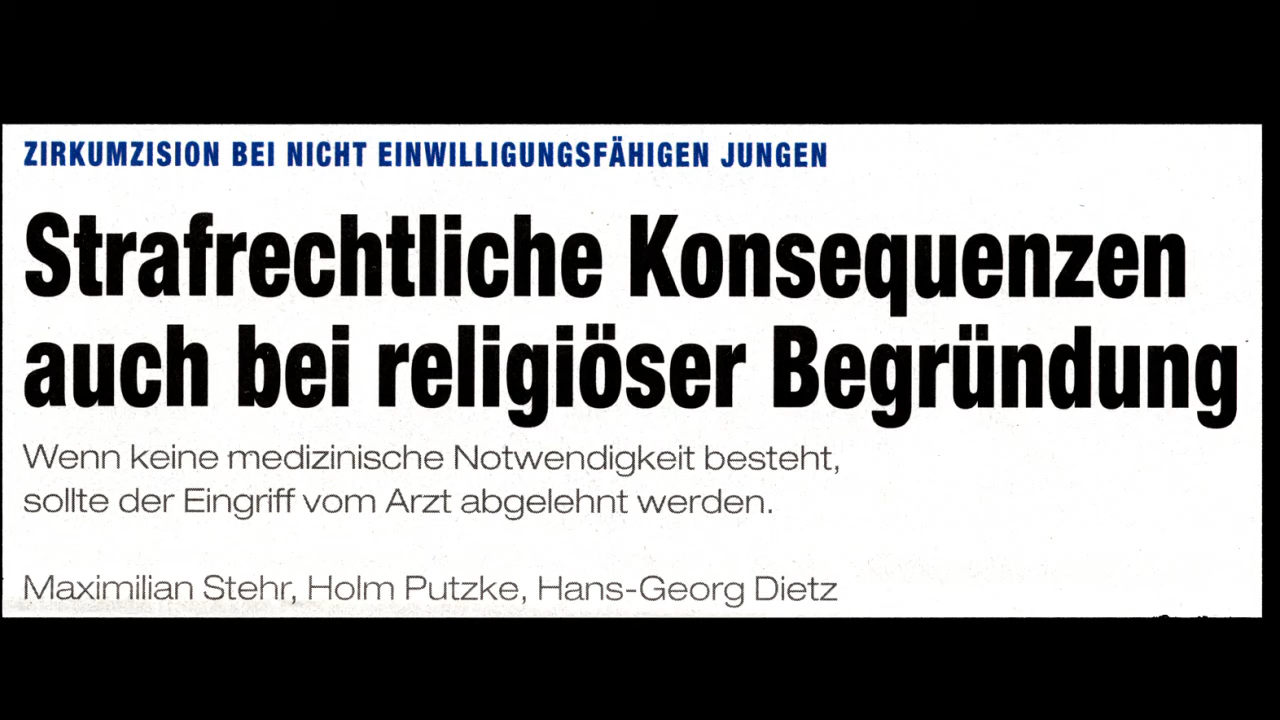 ZIRKUMZISION BEI NICHT EINWILLIGUNGSFÄHIGEN JUNGEN
Strafrechtliche Konsequenzen
auch bei religiöser Begründung
Wenn keine medizinische Notwendigkeit besteht,
sollte der Eingriff vom Arzt abgelehnt werden.
Maximilian Stehr, Holm Putzke, Hans-Georg Dietz